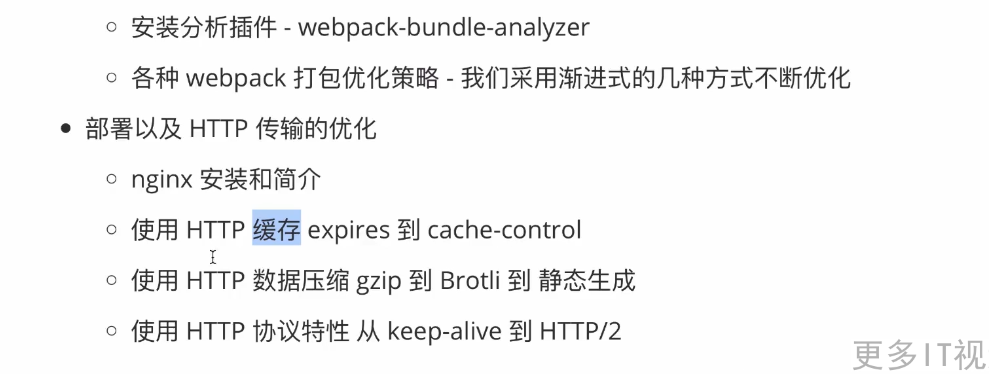 安装分析插件 - webpack-bundle-analyzer
各种 webpack 打包优化策略 - 我们采用渐进式的几种方式不断优化
部署以及 HTTP 传输的优化
nginx 安装和简介
使用 HTTP 缓存 expires 到 cache-control
使用 HTTP 数据压缩 gzip 到 Brotli 到 静态生成
使用 HTTP 协议特性 从 keep-alive 到 HTTP/2
更多IT视